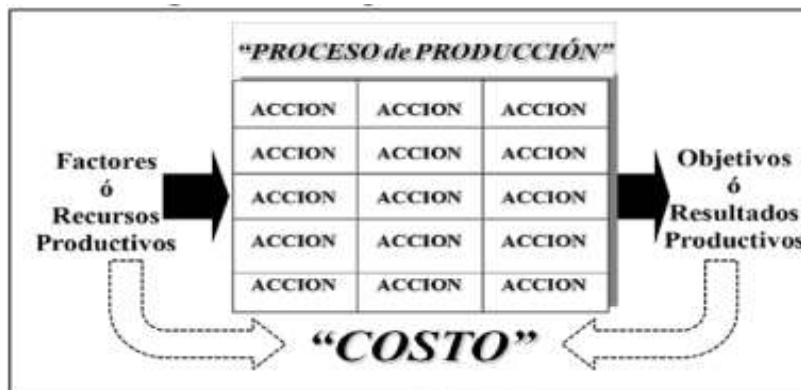 “PROCESO de PRODUCCIÓN”
ACCION ACCION ACCION
ACCION ACCION ACCION
ACCION ACCION ACCION
ACCION ACCION ACCION
ACCION ACCION ACCION
Factores
ó
Recursos
Productivos
Objetivos
ó
Resultados
Productivos
“COSTO”